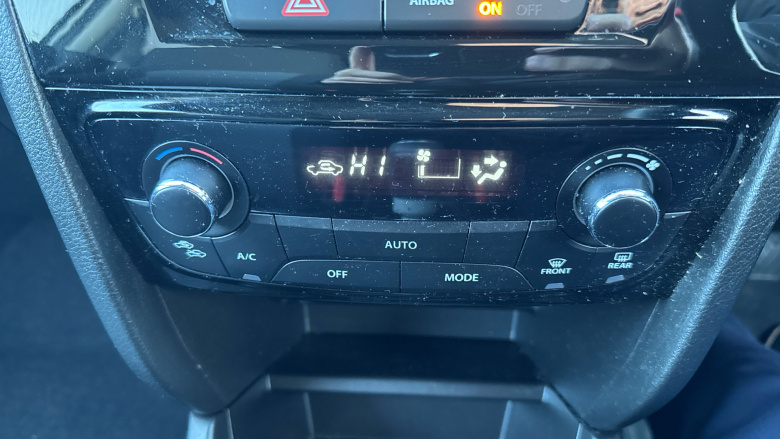 AIRBAG
ON OFF
HI
A/C
AUTO
OFF
MODE
FRONT
REAR